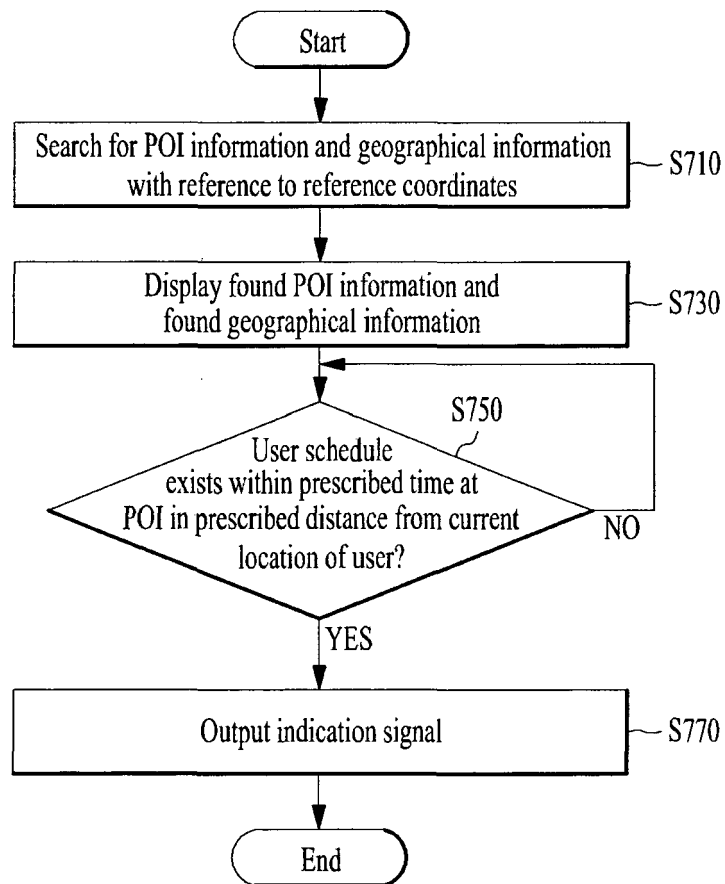 Start
Search for POI information and geographical information
with reference to reference coordinates
S710
Display found POI information and
found geographical information
S730
S750
User schedule
exists within prescribed time at
POI in prescribed distance from current
location of user?
NO
YES
Output indication signal
S770
End